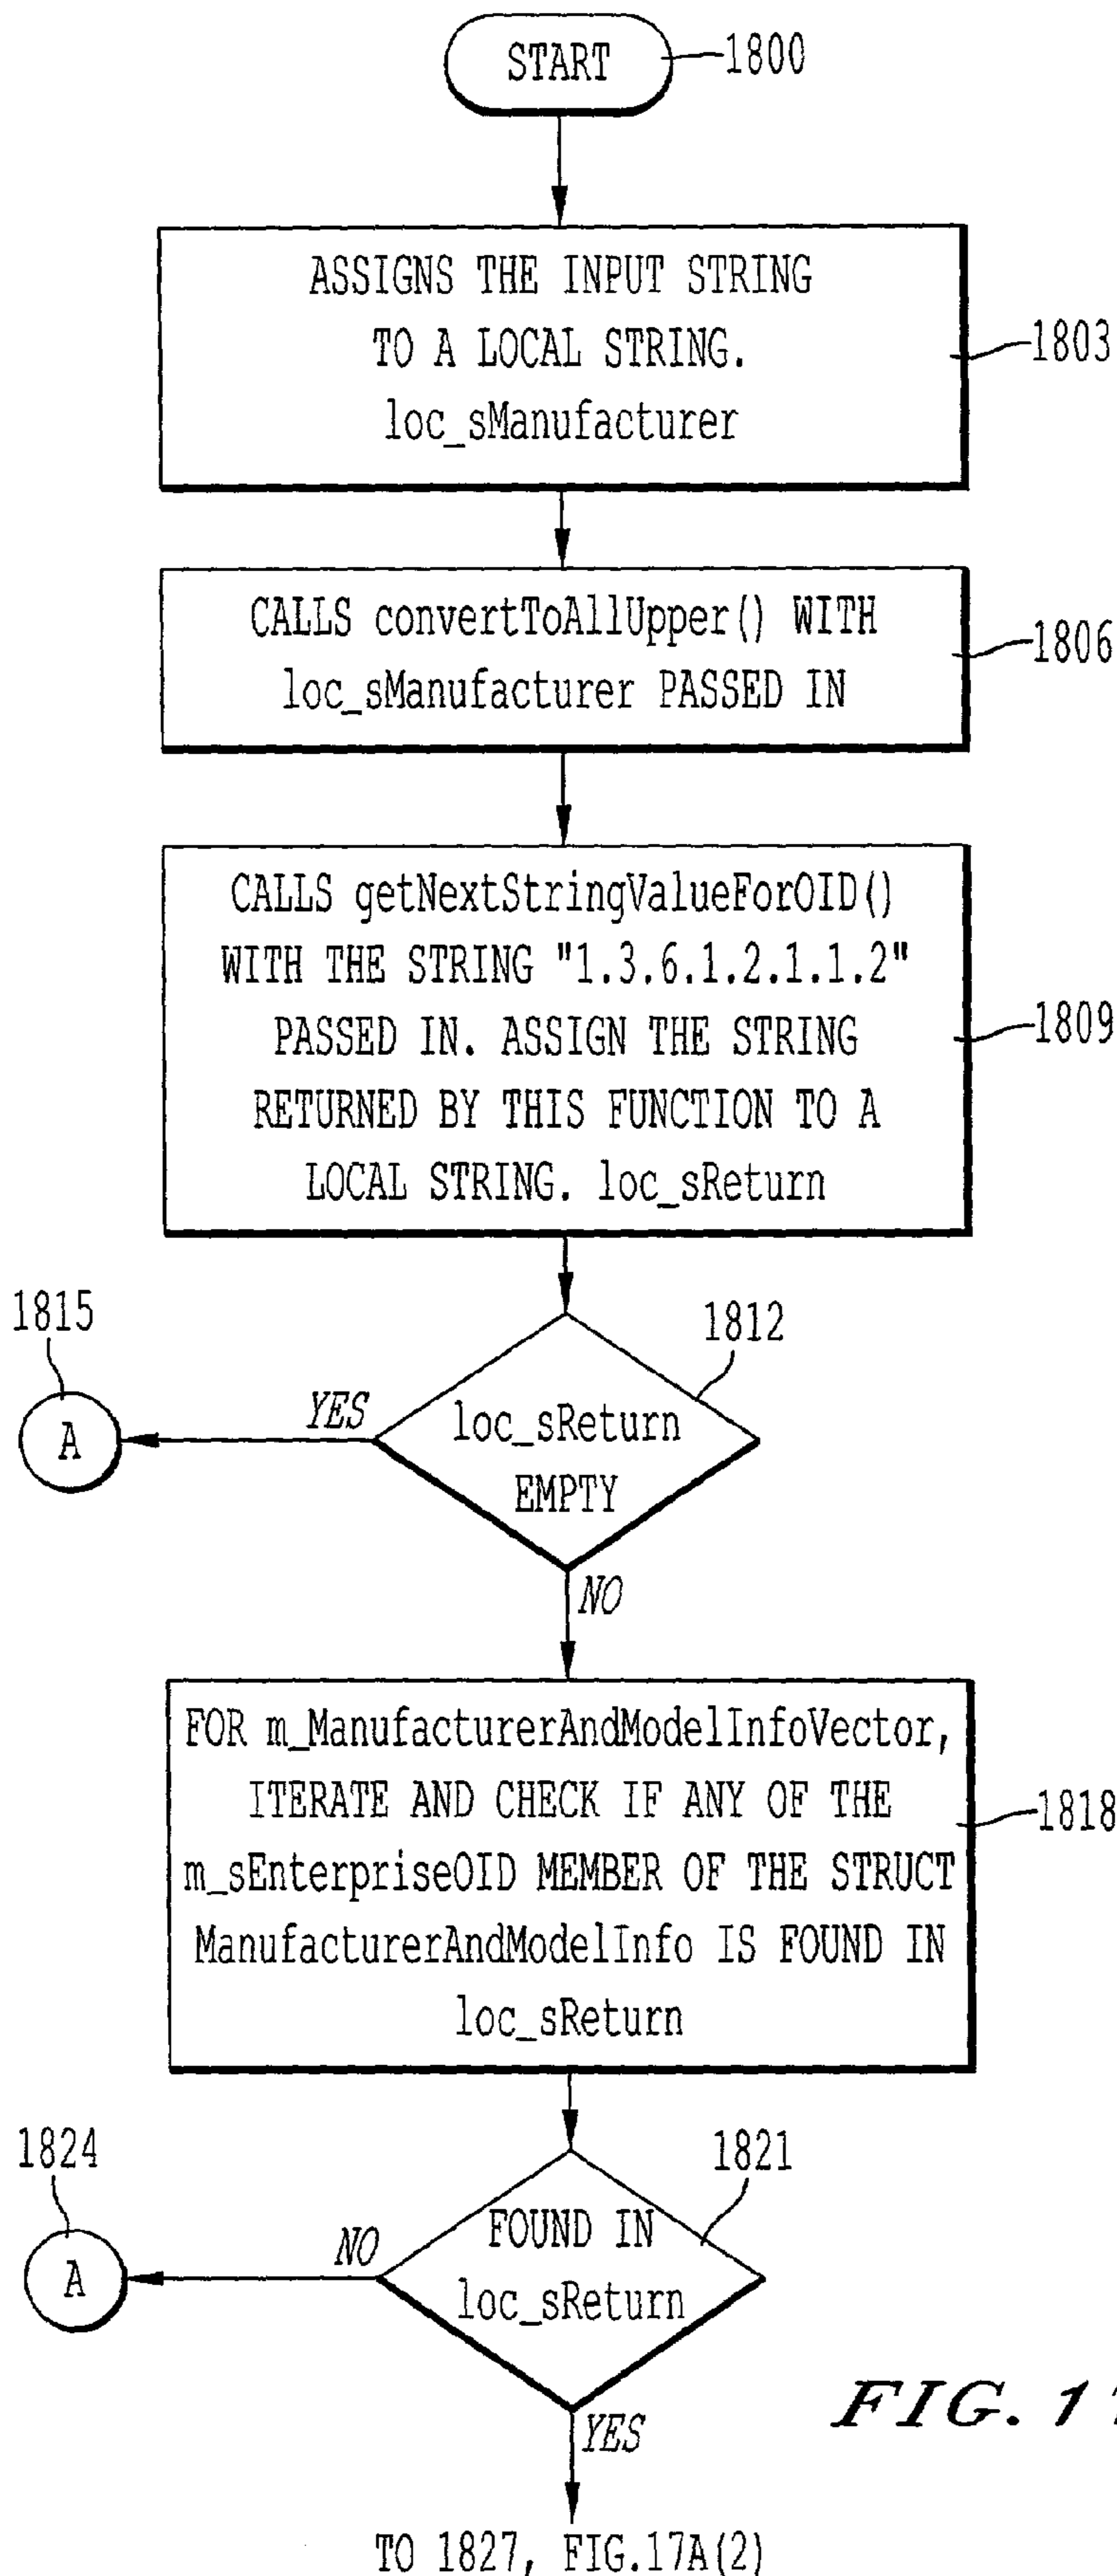 START
1800
ASSIGNS THE INPUT STRING
TO A LOCAL STRING.
loc_sManufacturer
1803
CALLS convertToAllUpper() WITH
loc_sManufacturer PASSED IN
1806
CALLS getNextStringValueForOID()
WITH THE STRING "1.3.6.1.2.1.1.2"
PASSED IN. ASSIGN THE STRING
RETURNED BY THIS FUNCTION TO A
LOCAL STRING. loc_sReturn
1809
1815
A
YES
1812
loc_sReturn
EMPTY
NO
FOR m_ManufacturerAndModelInfoVector,
ITERATE AND CHECK IF ANY OF THE
m_sEnterpriseOID MEMBER OF THE STRUCT
ManufacturerAndModelInfo IS FOUND IN
loc_sReturn
1818
1824
A
NO
1821
FOUND IN
loc_sReturn
YES
FIG. 1
TO 1827, FIG.17A(2)